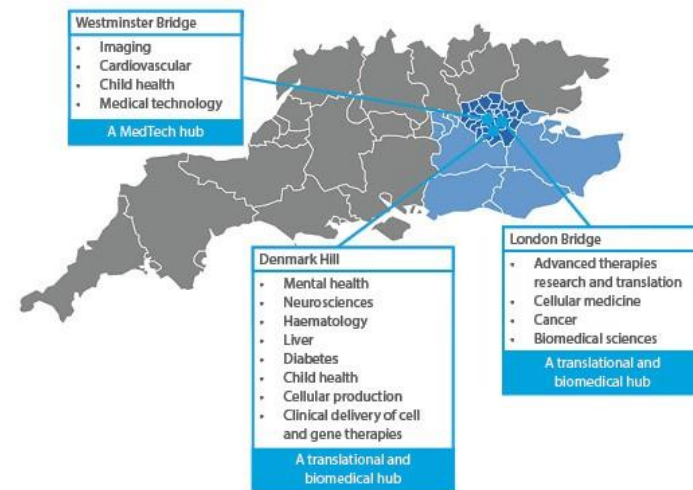 Westminster Bridge
• Imaging
• Cardiovascular
• Child health
• Medical technology
A MedTech hub
Denmark Hill
• Mental health
• Neurosciences
• Haematology
• Liver
• Diabetes
• Child health
• Cellular production
• Clinical delivery of cell
and gene therapies
A translational and
biomedical hub
London Bridge
• Advanced therapies
research and translation
• Cellular medicine
• Cancer
• Biomedical sciences
A translational and
biomedical hub